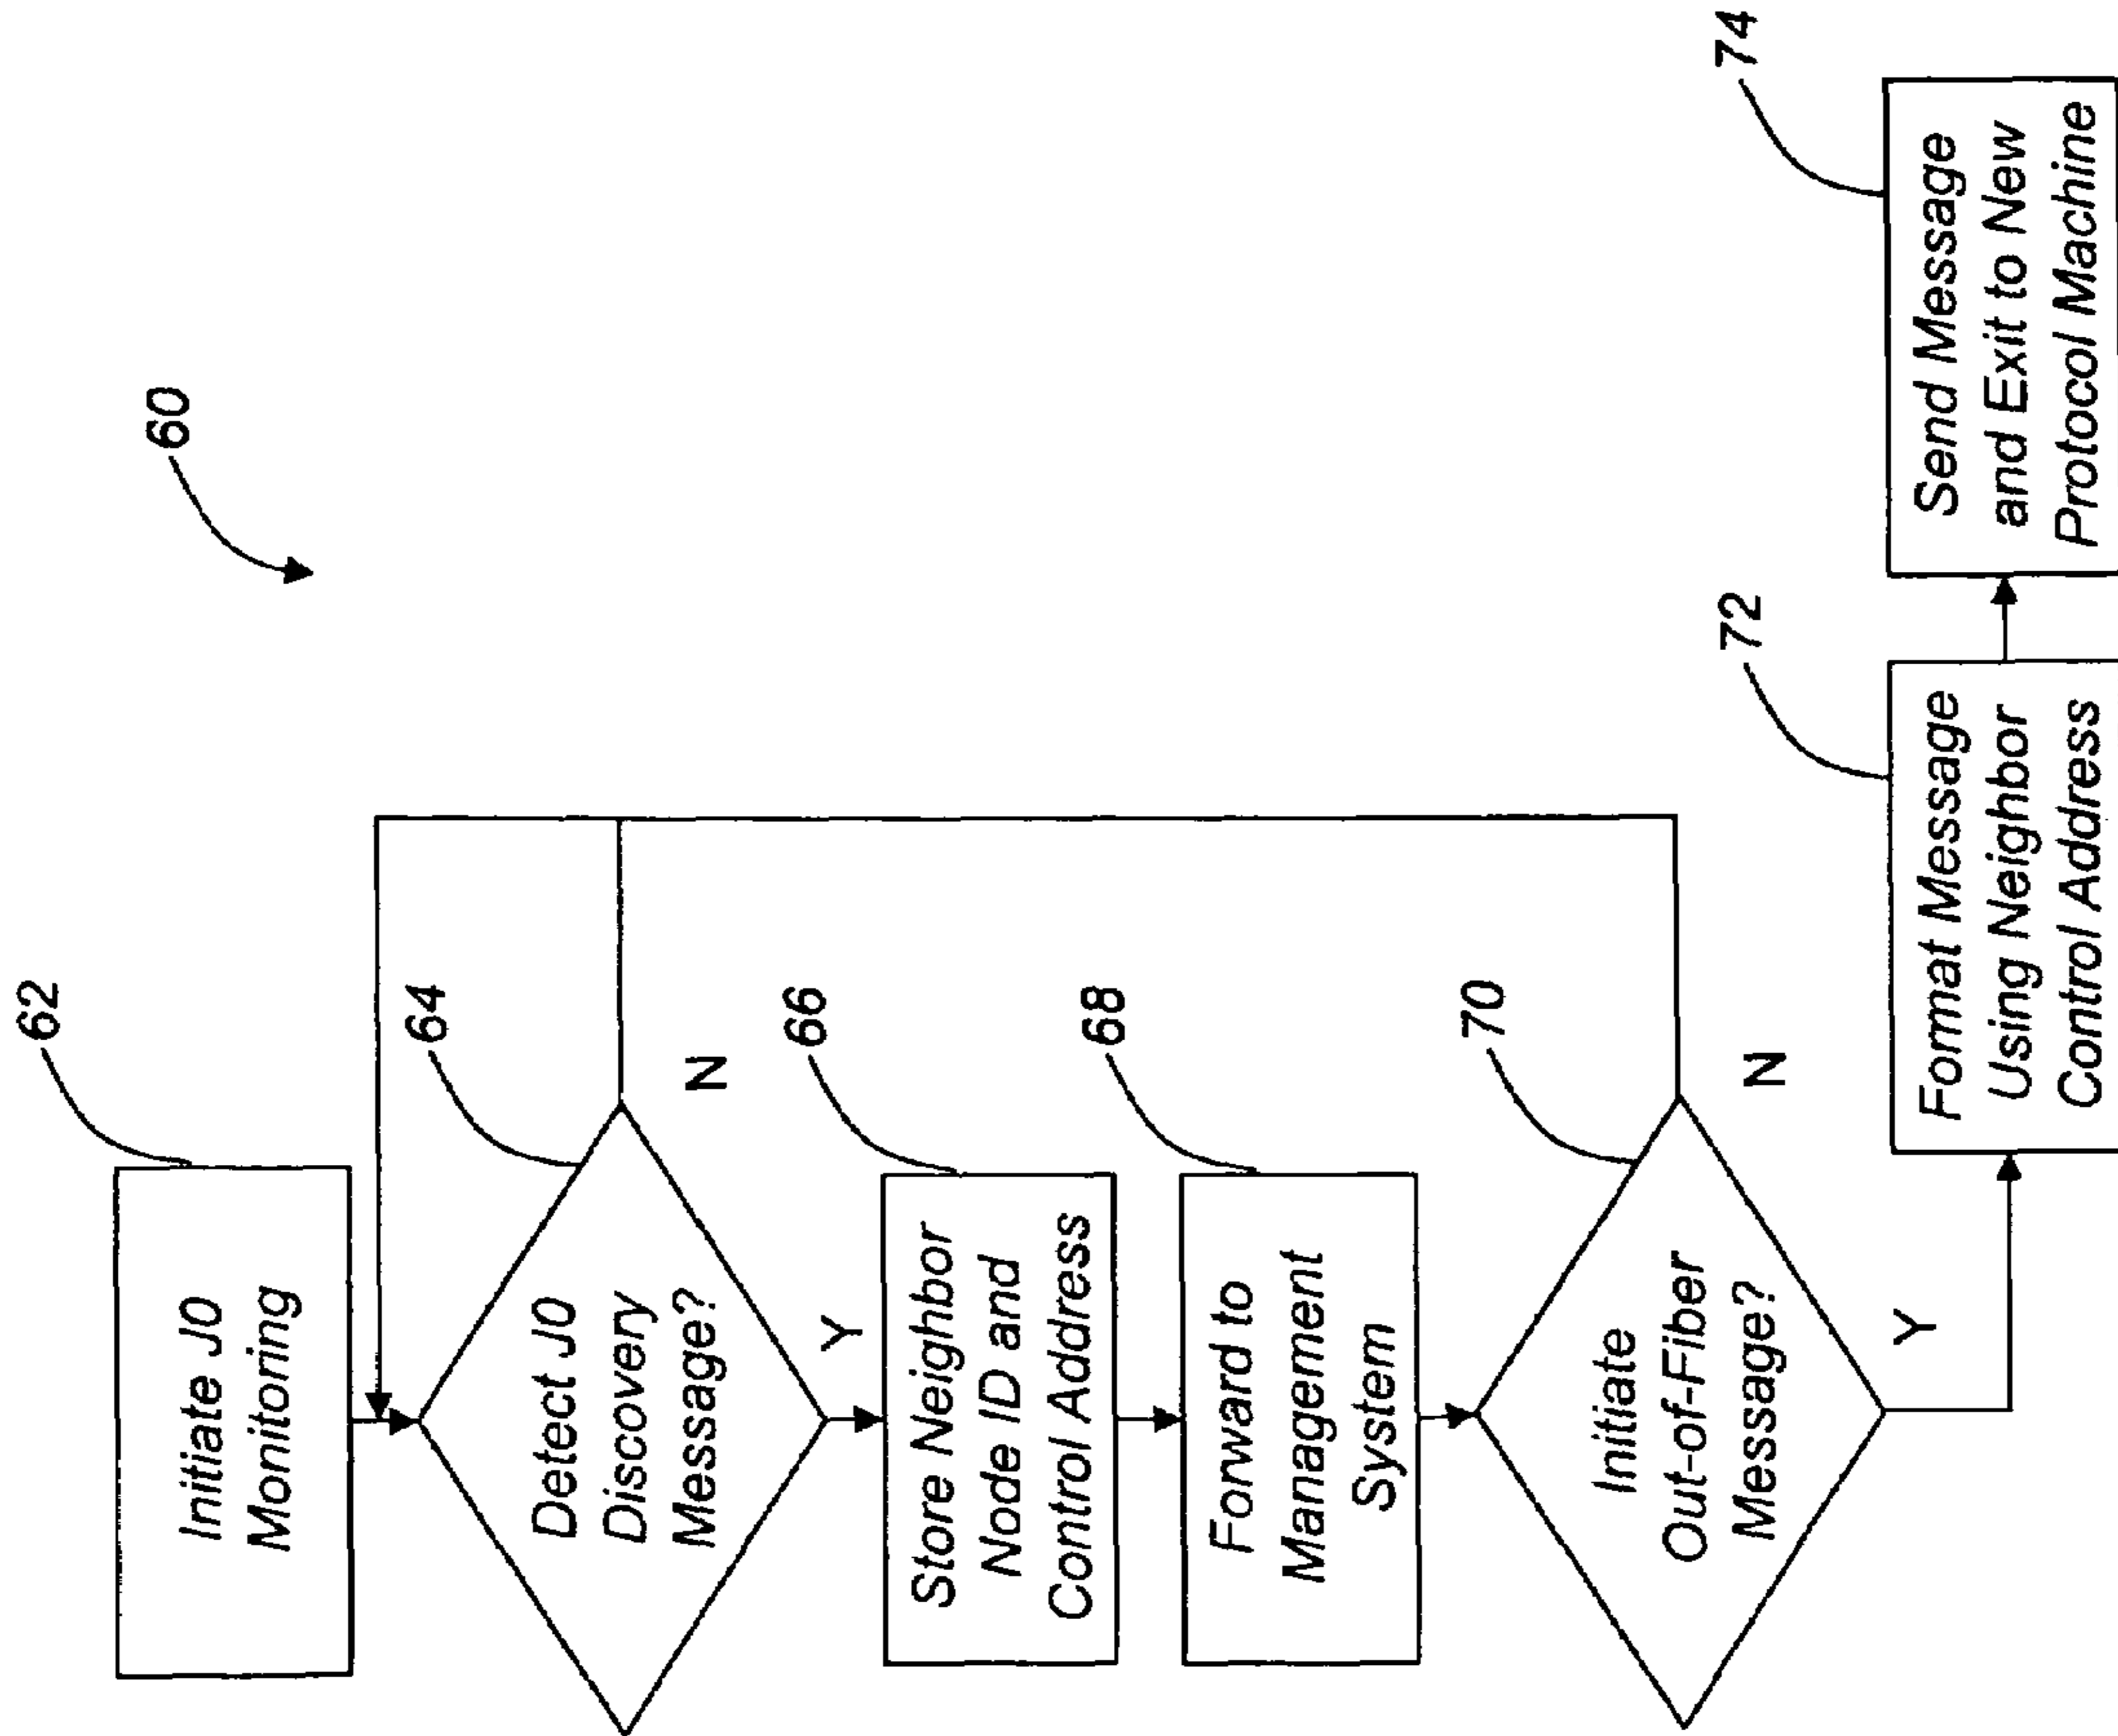 60
62
Initiate J0
Monitoring
64
Detect J0
Discovery
Message?
N
Y
66
Store Neighbor
Node ID and
Control Address
68
Forward to
Management
System
70
Initiate
Out-of-Fiber
Message?
N
Y
72
Format Message
Using Neighbor
Control Address
74
Send Message
and Exit to New
Protocol Machine